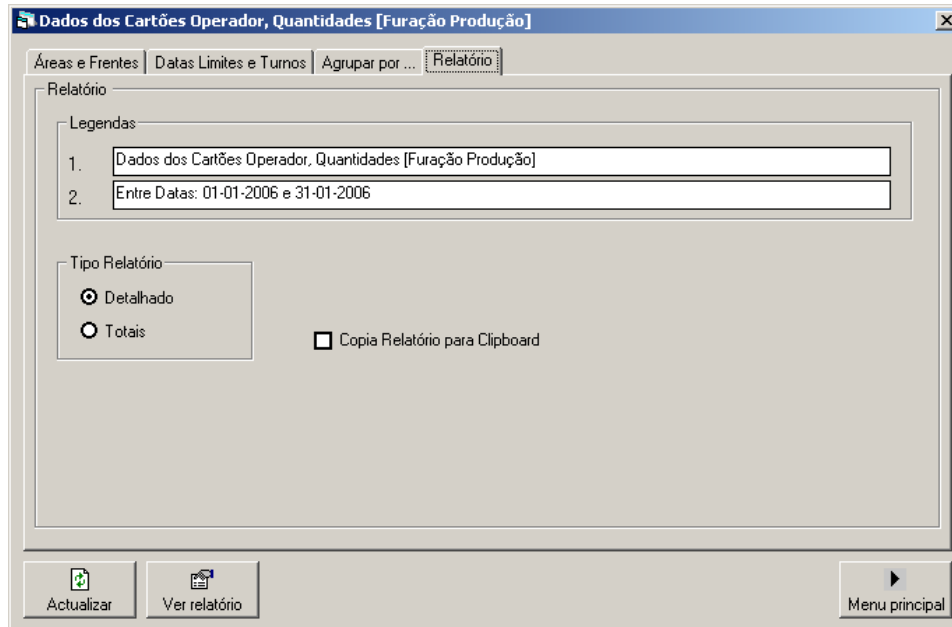 Dados dos Cartões Operador, Quantidades [Furação Produção]
Áreas e Frentes Datas Limites e Turnos Agrupar por ... Relatório
Relatório
Legendas
1. Dados dos Cartões Operador, Quantidades [Furação Produção]
2. Entre Datas: 01-01-2006 e 31-01-2006
Tipo Relatório
Detalhado
Totais
Copia Relatório para Clipboard
Actualizar Ver relatório Menu principal